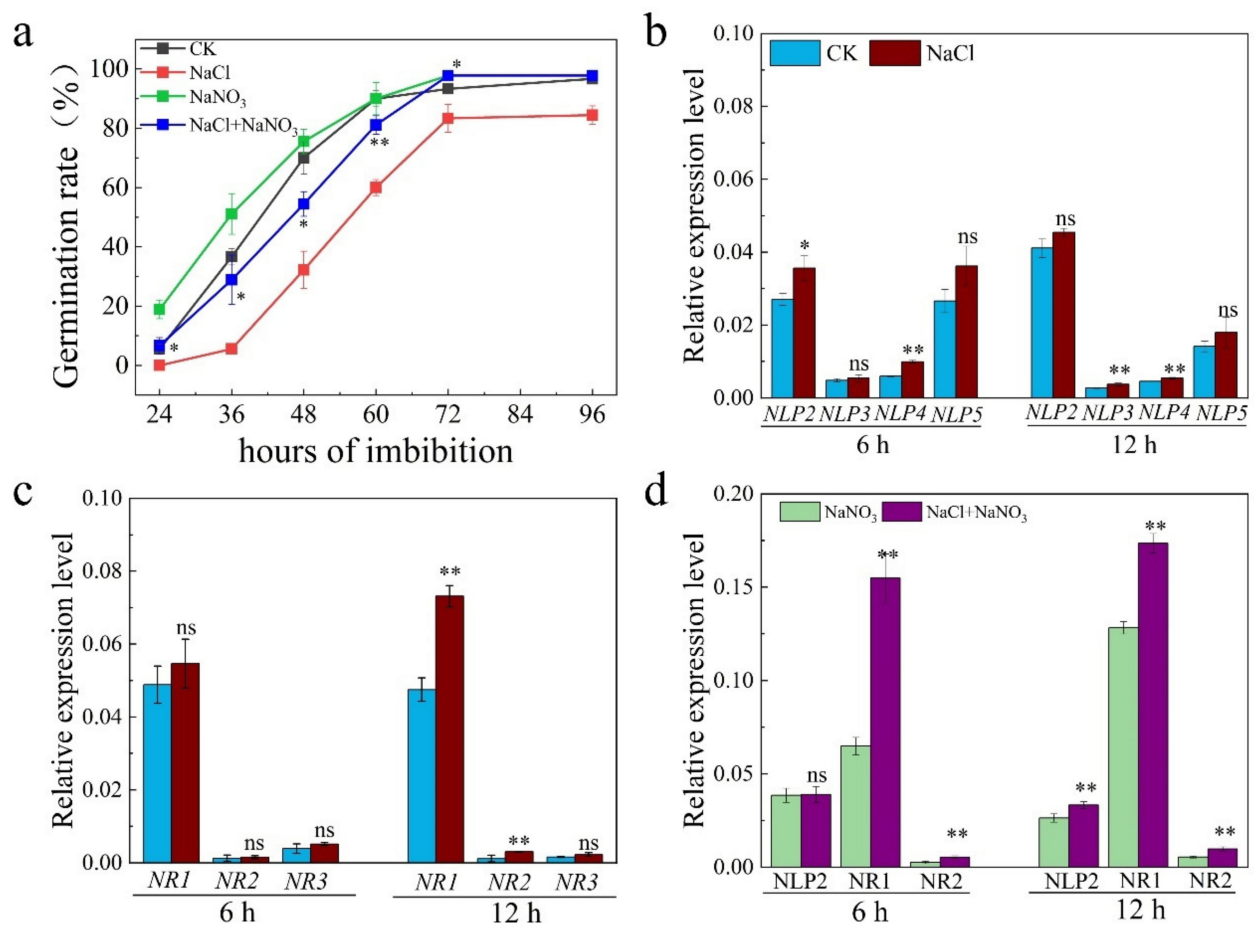 a
CK
NaCl
NaNO₃
NaCl+NaNO₃
Germination rate (%)
100
80
60
40
20
0
*
*
*
**
*
24 36 48 60 72 84 96
hours of imbibition
b
CK NaCl
Relative expression level
0.10
0.08
0.06
0.04
0.02
0.00
* ns ** ns ns ** ** ns
NLP2 NLP3 NLP4 NLP5 NLP2 NLP3 NLP4 NLP5
6 h 12 h
c
Relative expression level
0.10
0.08
0.06
0.04
0.02
0.00
ns ns ns ** ** ns
NR1 NR2 NR3 NR1 NR2 NR3
6 h 12 h
d
NaNO₃ NaCl+NaNO₃
Relative expression level
0.20
0.15
0.10
0.05
0.00
ns ** ** ** ** **
NLP2 NR1 NR2 NLP2 NR1 NR2
6 h 12 h